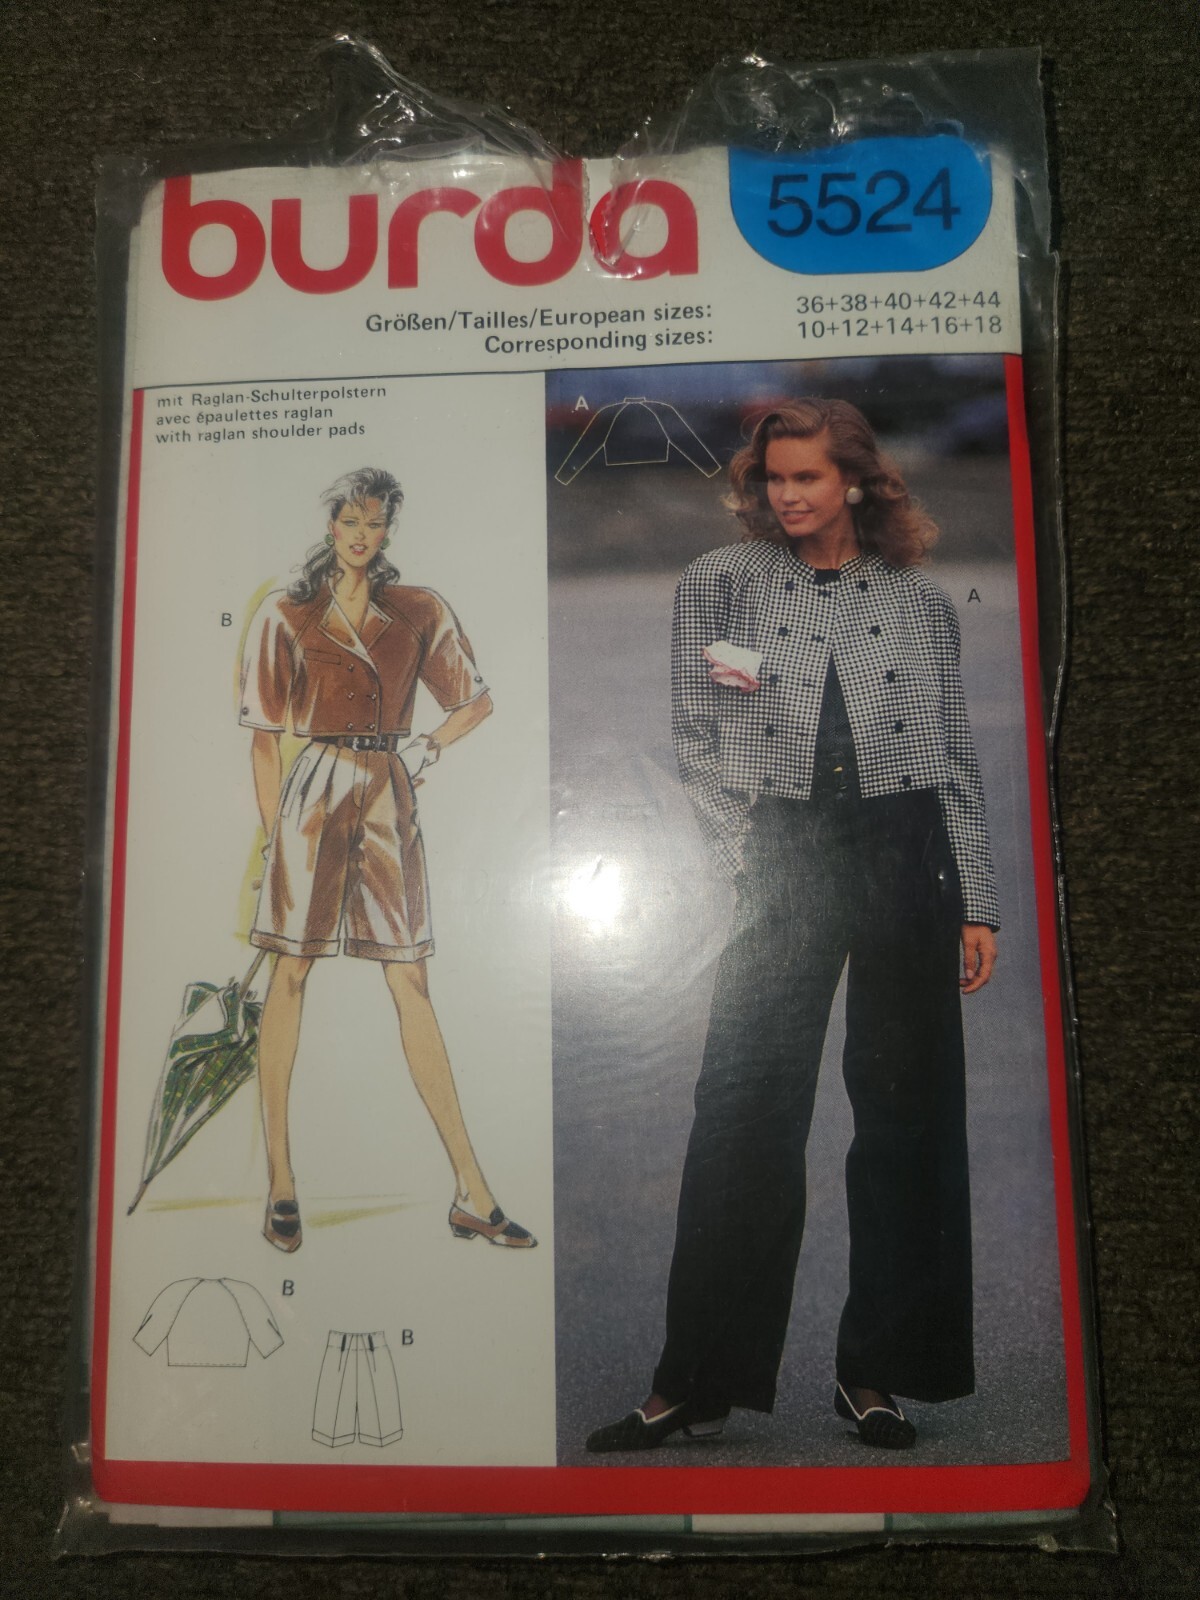 burda
5524
Größen/Tailles/European sizes: 36+38+40+42+44
Corresponding sizes: 10+12+14+16+18
mit Raglan-Schulterpolstern
avec épaulettes raglan
with raglan shoulder pads
A
B
A
B
B